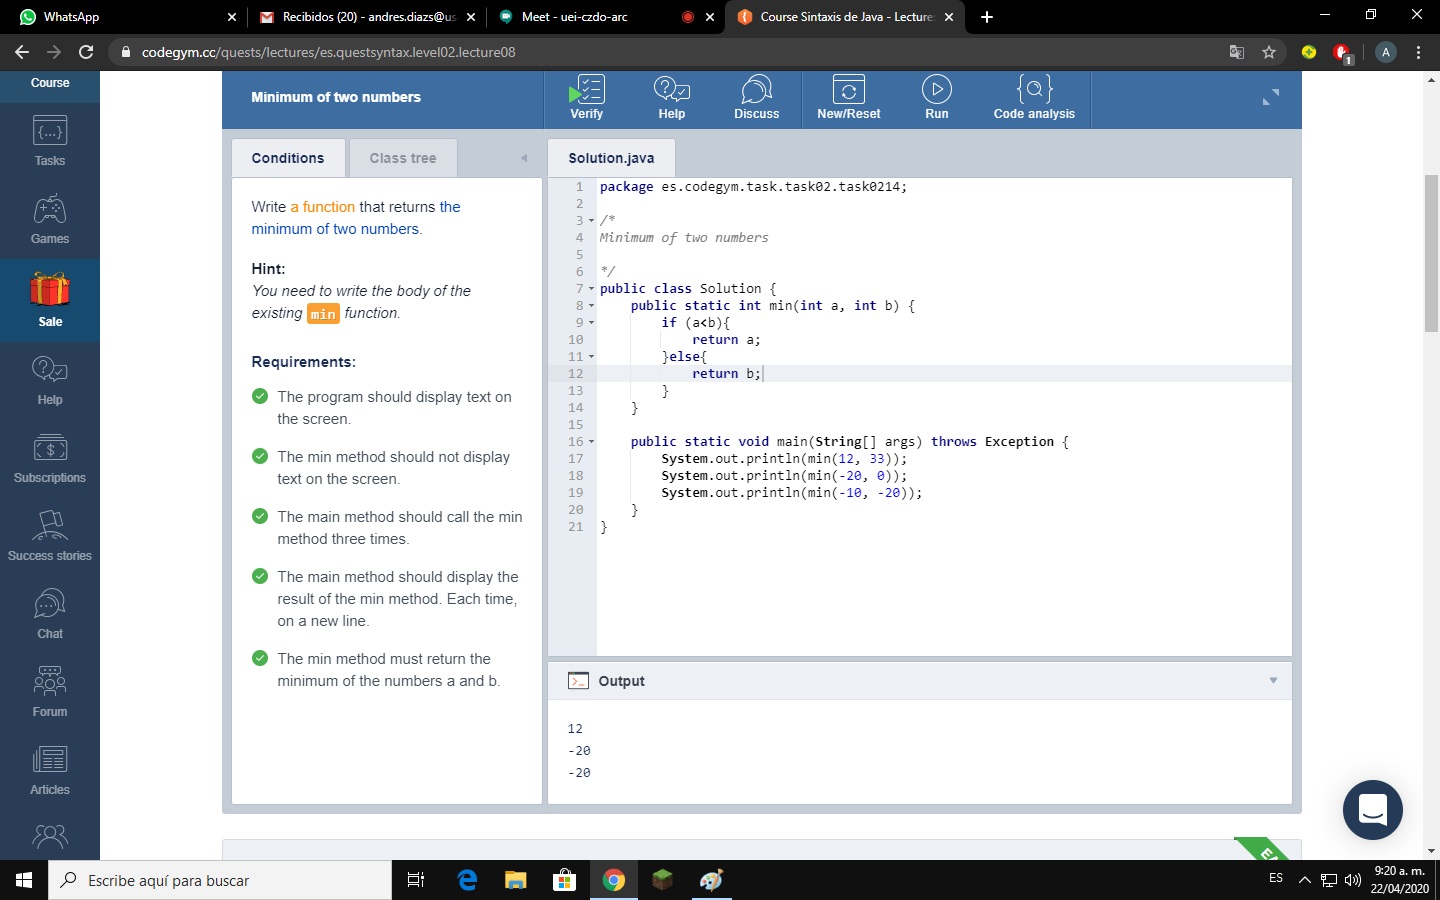 WhatsApp
Recibidos (20) - andres.diazs@us
Meet - uei-czdo-arc
Course Sintaxis de Java - Lecture
codegym.cc/quests/lectures/es.questsyntax.level02.lecture08
A
1
Course
Tasks
Games
Sale
Help
Subscriptions
Success stories
Chat
Forum
Articles
Minimum of two numbers
Verify
Help
Discuss
New/Reset
Run
Code analysis
Conditions
Class tree
Write a function that returns the
minimum of two numbers.
Hint:
You need to write the body of the
existing min function.
Requirements:
The program should display text on
the screen.
The min method should not display
text on the screen.
The main method should call the min
method three times.
The main method should display the
result of the min method. Each time,
on a new line.
The min method must return the
minimum of the numbers a and b.
Solution.java
1 package es.codegym.task.task02.task0214;
2
3 /*
4 Minimum of two numbers
5
6 */
7 public class Solution {
8 public static int min(int a, int b) {
9 if (a<b){
10 return a;
11 }else{
12 return b;
13 }
14 }
15
16 public static void main(String[] args) throws Exception {
17 System.out.println(min(12, 33));
18 System.out.println(min(-20, 0));
19 System.out.println(min(-10, -20));
20 }
21 }
Output
12
-20
-20
Escribe aquí para buscar
ES
9:20 a. m.
22/04/2020